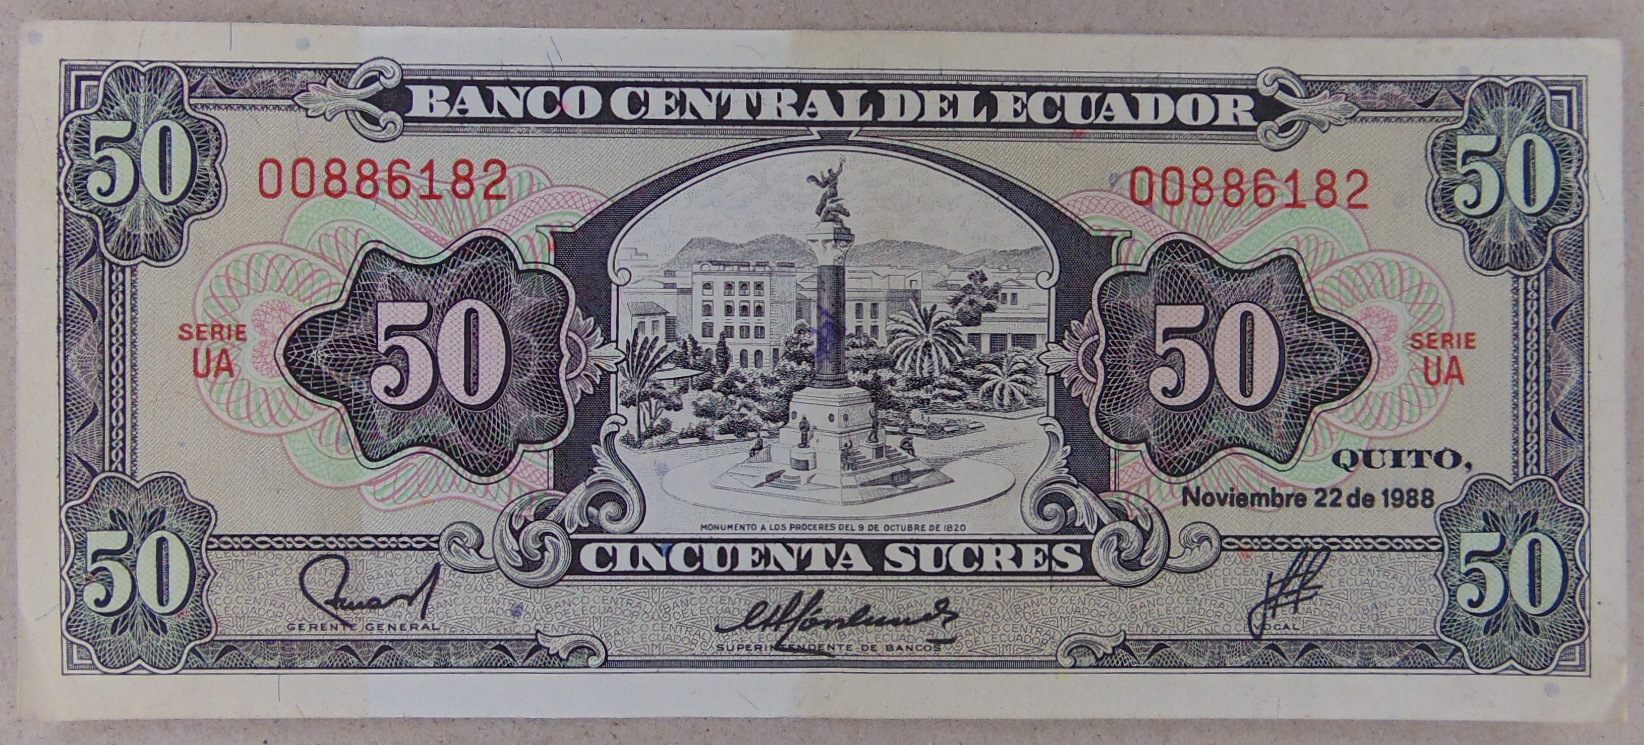 BANCO CENTRAL DEL ECUADOR
50 50
00886182 00886182
SERIE UA
50 50
SERIE UA
QUITO,
Noviembre 22 de 1988
MONUMENTO A LOS PROCERES DEL 9 DE OCTUBRE DE 1820
CINCUENTA SUCRES
50 50
GERENTE GENERAL
SUPERINTENDENTE DE BANCOS
VOCAL